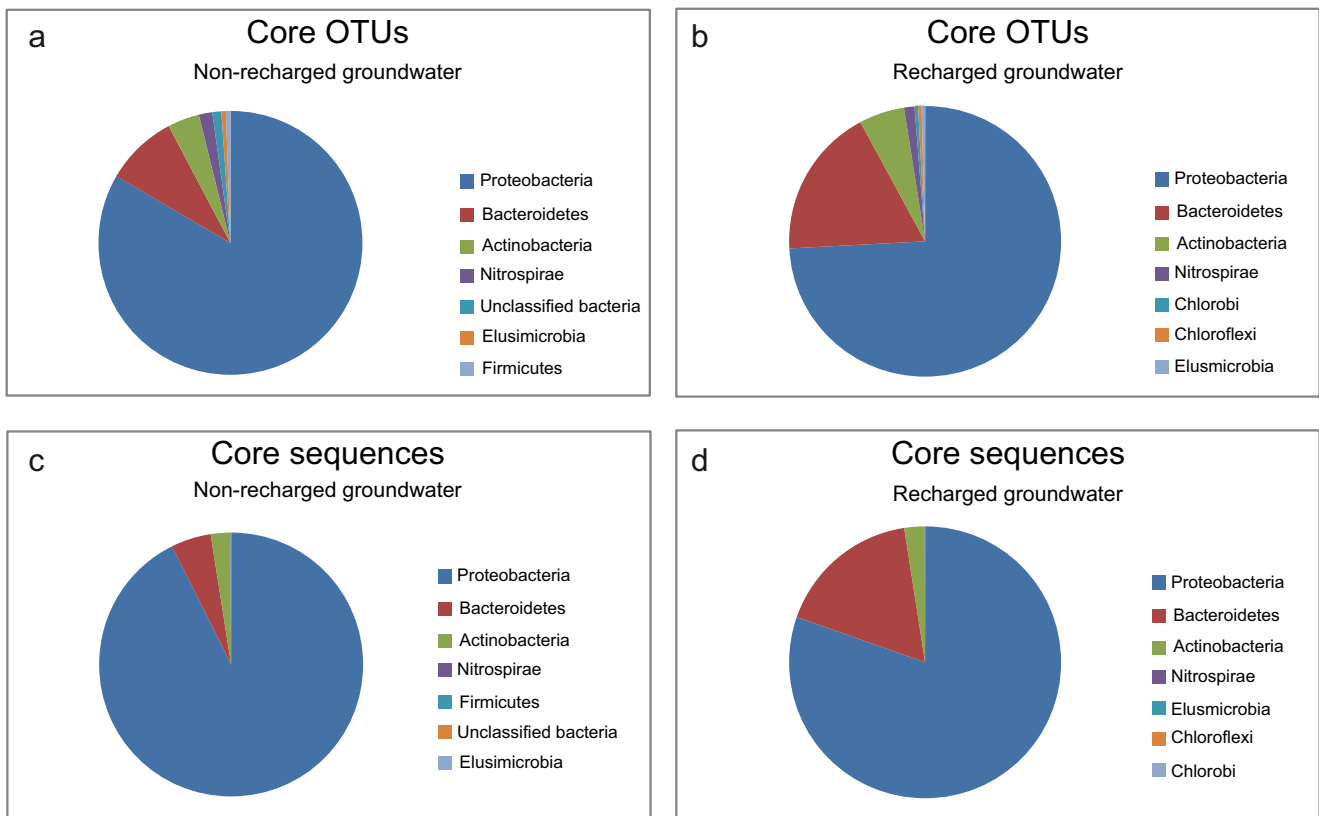 a
Core OTUs
Non-recharged groundwater
Proteobacteria
Bacteroidetes
Actinobacteria
Nitrospirae
Unclassified bacteria
Elusimicrobia
Firmicutes
b
Core OTUs
Recharged groundwater
Proteobacteria
Bacteroidetes
Actinobacteria
Nitrospirae
Chlorobi
Chloroflexi
Elusmicrobia
c
Core sequences
Non-recharged groundwater
Proteobacteria
Bacteroidetes
Actinobacteria
Nitrospirae
Firmicutes
Unclassified bacteria
Elusimicrobia
d
Core sequences
Recharged groundwater
Proteobacteria
Bacteroidetes
Actinobacteria
Nitrospirae
Elusmicrobia
Chloroflexi
Chlorobi